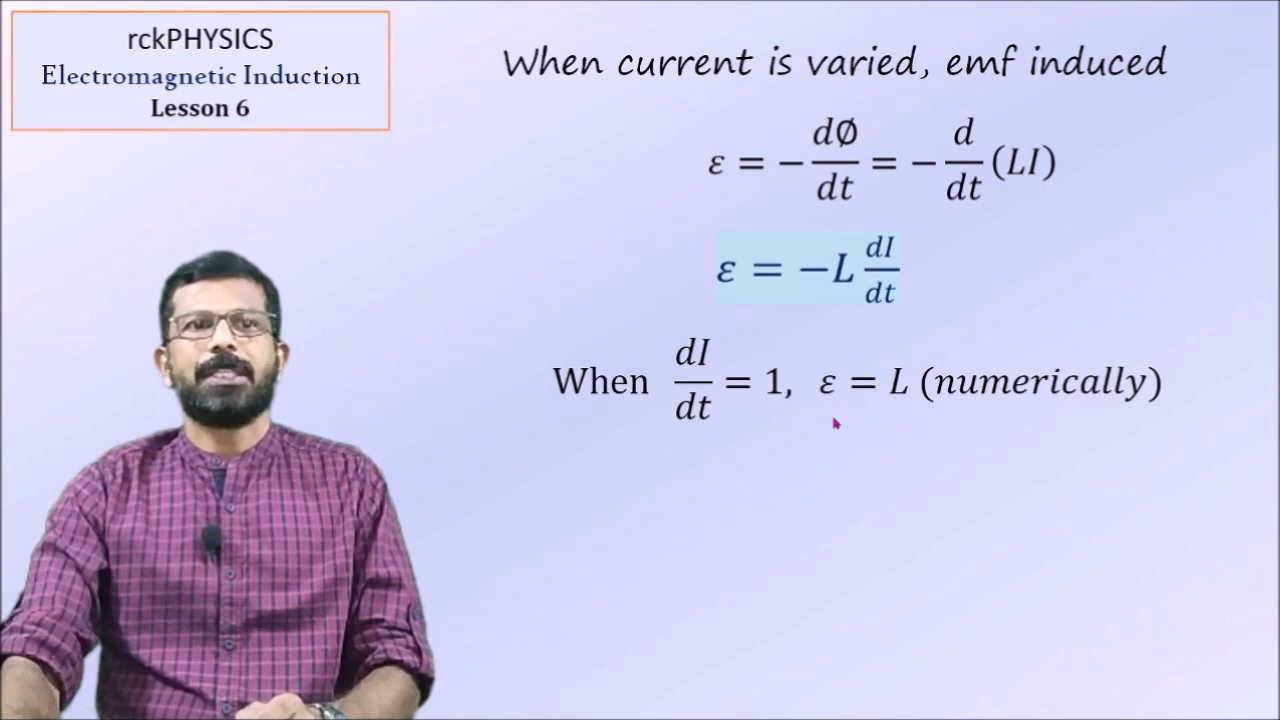 rckPHYSICS
Electromagnetic Induction
Lesson 6
When current is varied, emf induced
ε = − dØ/dt = − d/dt (LI)
ε = −L dI/dt
When dI/dt = 1, ε = L (numerically)